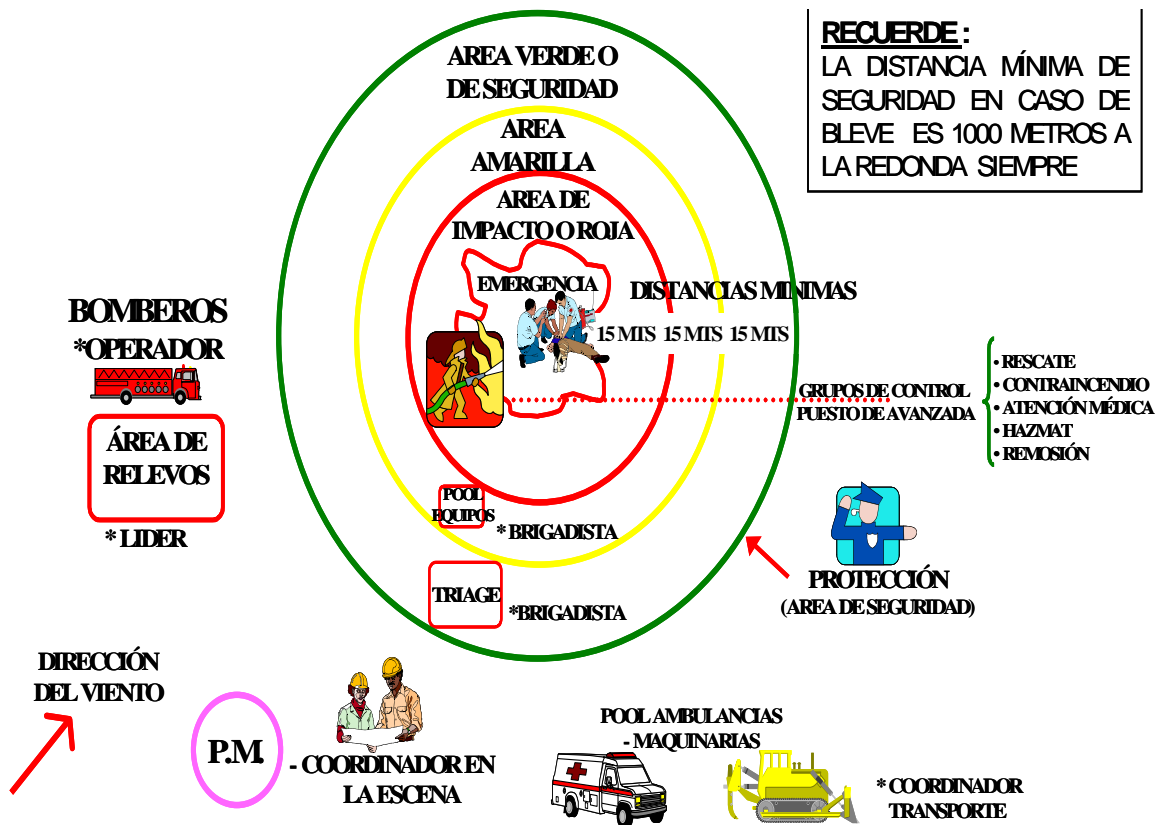 AREA VERDE O
DE SEGURIDAD
AREA
AMARILLA
AREA DE
IMPACTO O ROJA
EMERGENCIA
DISTANCIAS MINIMAS
15 MTS 15 MTS 15 MTS
RECUERDE :
LA DISTANCIA MÍNIMA DE
SEGURIDAD EN CASO DE
BLEVE ES 1000 METROS A
LA REDONDA SIEMPRE
BOMBEROS
*OPERADOR
ÁREA DE
RELEVOS
* LIDER
GRUPOS DE CONTROL
PUESTO DE AVANZADA
• RESCATE
• CONTRAINCENDIO
• ATENCIÓN MÉDICA
• HAZMAT
• REMOSIÓN
POOL
EQUIPOS
* BRIGADISTA
TRIAGE
*BRIGADISTA
PROTECCIÓN
(AREA DE SEGURIDAD)
DIRECCIÓN
DEL VIENTO
P.M.
- COORDINADOR EN
LA ESCENA
POOL AMBULANCIAS
- MAQUINARIAS
* COORDINADOR
TRANSPORTE